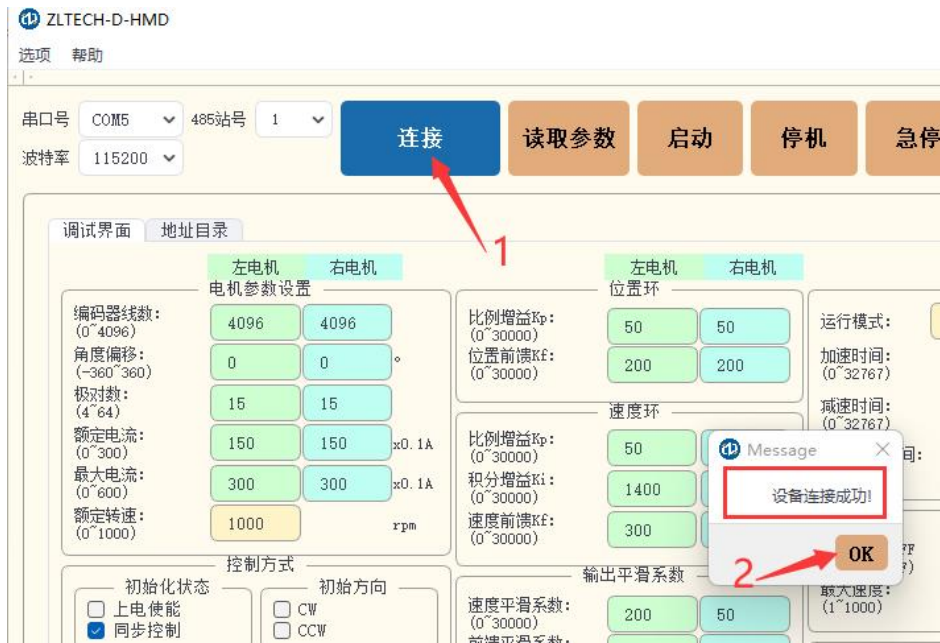 ZLTECH-D-HMD
选项 帮助
串口号 COM5 485站号 1
波特率 115200
连接 读取参数 启动 停机 急停
1
调试界面 地址目录
左电机 右电机
电机参数设置
编码器线数:
(0~4096)
4096 4096
角度偏移:
(-360~360)
0 0 °
极对数:
(4~64)
15 15
额定电流:
(0~300)
150 150 x0.1A
最大电流:
(0~600)
300 300 x0.1A
额定转速:
(0~1000)
1000 rpm
控制方式
初始化状态
上电使能
同步控制
初始方向
CW
CCW
左电机 右电机
位置环
比例增益Kp:
(0~30000)
50 50
位置前馈Kf:
(0~30000)
200 200
速度环
比例增益Kp:
(0~30000)
50
积分增益Ki:
(0~30000)
1400
速度前馈Kf:
(0~30000)
300
输出平滑系数
速度平滑系数:
(0~30000)
200 50
前馈平滑系数:
运行模式:
加速时间:
(0~32767)
减速时间:
(0~32767)
间:
Message
设备连接成功!
OK
2
最大速度:
(1~1000)